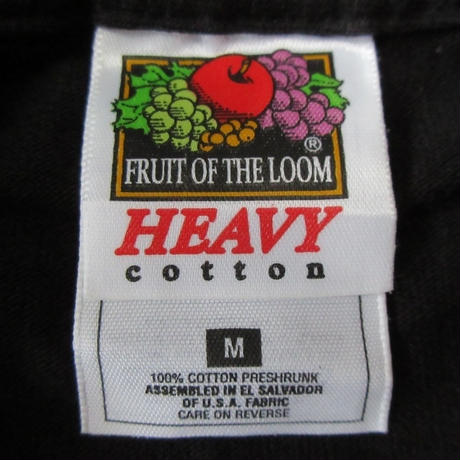 ®
FRUIT OF THE LOOM
HEAVY
cotton
M
100% COTTON PRESHRUNK
ASSEMBLED IN EL SALVADOR
OF U.S.A. FABRIC
CARE ON REVERSE